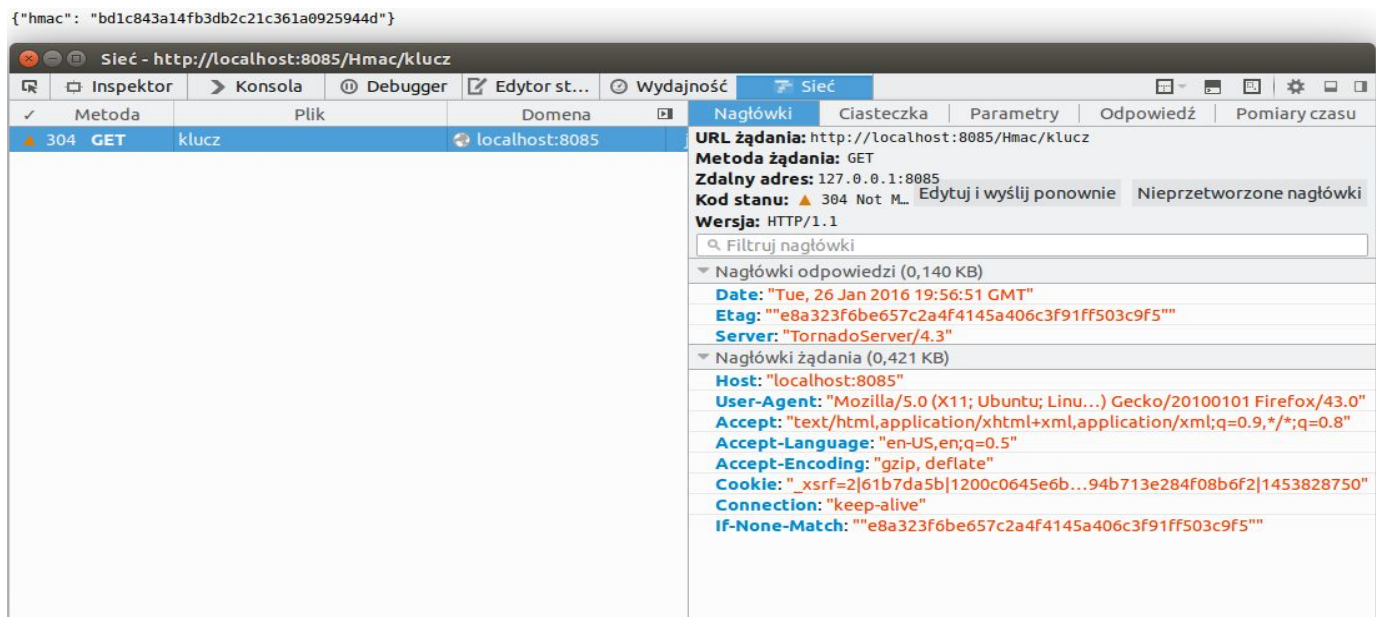 {"hmac": "bd1c843a14fb3db2c21c361a0925944d"}
Sieć - http://localhost:8085/Hmac/klucz
Inspektor Konsola Debugger Edytor st... Wydajność Sieć
✓ Metoda Plik Domena Nagłówki Ciasteczka Parametry Odpowiedź Pomiary czasu
304 GET klucz localhost:8085 j
URL żądania: http://localhost:8085/Hmac/klucz
Metoda żądania: GET
Zdalny adres: 127.0.0.1:8085
Kod stanu: 304 Not M… Edytuj i wyślij ponownie Nieprzetworzone nagłówki
Wersja: HTTP/1.1
Filtruj nagłówki
Nagłówki odpowiedzi (0,140 KB)
Date: "Tue, 26 Jan 2016 19:56:51 GMT"
Etag: ""e8a323f6be657c2a4f4145a406c3f91ff503c9f5""
Server: "TornadoServer/4.3"
Nagłówki żądania (0,421 KB)
Host: "localhost:8085"
User-Agent: "Mozilla/5.0 (X11; Ubuntu; Linu…) Gecko/20100101 Firefox/43.0"
Accept: "text/html,application/xhtml+xml,application/xml;q=0.9,*/*;q=0.8"
Accept-Language: "en-US,en;q=0.5"
Accept-Encoding: "gzip, deflate"
Cookie: "_xsrf=2|61b7da5b|1200c0645e6b…94b713e284f08b6f2|1453828750"
Connection: "keep-alive"
If-None-Match: ""e8a323f6be657c2a4f4145a406c3f91ff503c9f5""